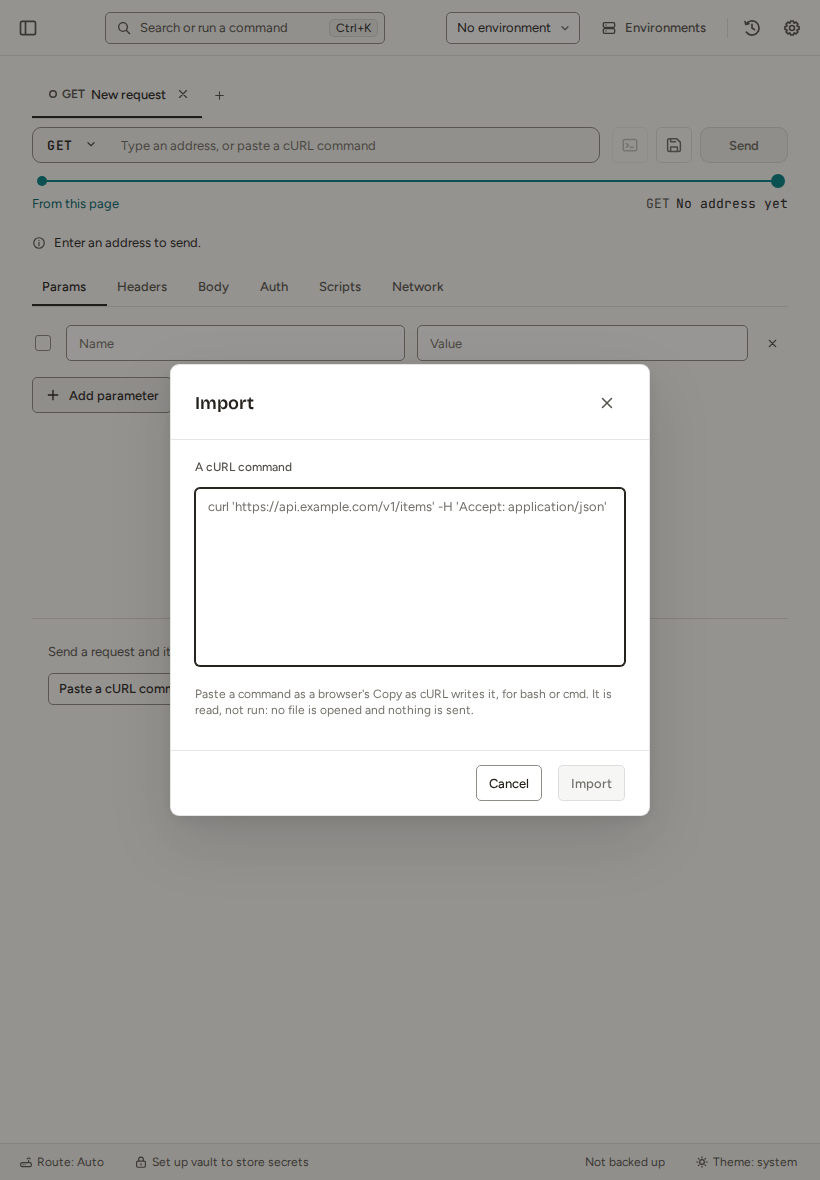 Search or run a command Ctrl+K No environment Environments
GET New request
GET Type an address, or paste a cURL command Send
From this page GET No address yet
Enter an address to send.
Params Headers Body Auth Scripts Network
Name Value
Add parameter
Import
A cURL command
curl 'https://api.example.com/v1/items' -H 'Accept: application/json'
Send a request and it
Paste a cURL comm
Paste a command as a browser's Copy as cURL writes it, for bash or cmd. It is
read, not run: no file is opened and nothing is sent.
Cancel Import
Route: Auto Set up vault to store secrets Not backed up Theme: system